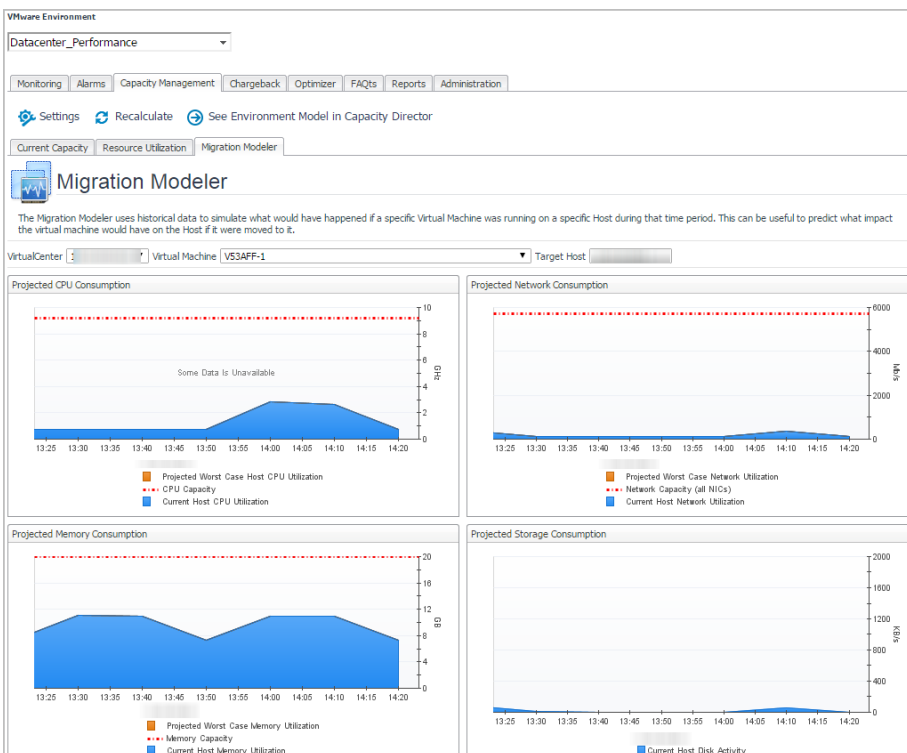 VMware Environment
Datacenter_Performance
Monitoring Alarms Capacity Management Chargeback Optimizer FAQts Reports Administration
Settings Recalculate See Environment Model in Capacity Director
Current Capacity Resource Utilization Migration Modeler
Migration Modeler
The Migration Modeler uses historical data to simulate what would have happened if a specific Virtual Machine was running on a specific Host during that time period. This can be useful to predict what impact
the virtual machine would have on the Host if it were moved to it.
VirtualCenter Virtual Machine V53AFF-1 Target Host
Projected CPU Consumption
10
8
6
4
2
0
GHz
Some Data Is Unavailable
13:25 13:30 13:35 13:40 13:45 13:50 13:55 14:00 14:05 14:10 14:15 14:20
Projected Worst Case Host CPU Utilization
CPU Capacity
Current Host CPU Utilization
Projected Network Consumption
6000
4000
2000
0
Mb/s
13:25 13:30 13:35 13:40 13:45 13:50 13:55 14:00 14:05 14:10 14:15 14:20
Projected Worst Case Network Utilization
Network Capacity (all NICs)
Current Host Network Utilization
Projected Memory Consumption
20
16
12
8
4
0
GB
13:25 13:30 13:35 13:40 13:45 13:50 13:55 14:00 14:05 14:10 14:15 14:20
Projected Worst Case Memory Utilization
Memory Capacity
Current Host Memory Utilization
Projected Storage Consumption
2000
1600
1200
800
400
0
KB/s
13:25 13:30 13:35 13:40 13:45 13:50 13:55 14:00 14:05 14:10 14:15 14:20
Current Host Disk Activity